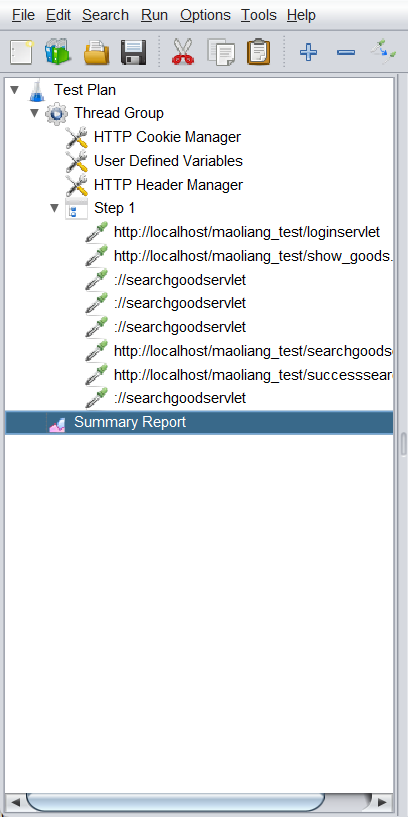 File Edit Search Run Options Tools Help
Test Plan
Thread Group
HTTP Cookie Manager
User Defined Variables
HTTP Header Manager
Step 1
http://localhost/maoliang_test/loginservlet
http://localhost/maoliang_test/show_goods.
://searchgoodservlet
://searchgoodservlet
://searchgoodservlet
http://localhost/maoliang_test/searchgoods
http://localhost/maoliang_test/successsear
://searchgoodservlet
Summary Report